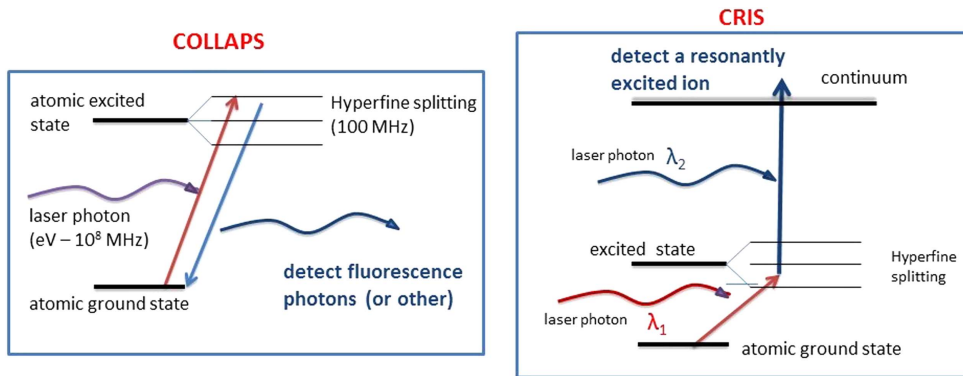 COLLAPS
atomic excited
state
Hyperfine splitting
(100 MHz)
laser photon
(eV – 10⁸ MHz)
detect fluorescence
photons (or other)
atomic ground state
CRIS
detect a resonantly
excited ion
continuum
laser photon λ₂
excited state
Hyperfine
splitting
laser photon λ₁
atomic ground state